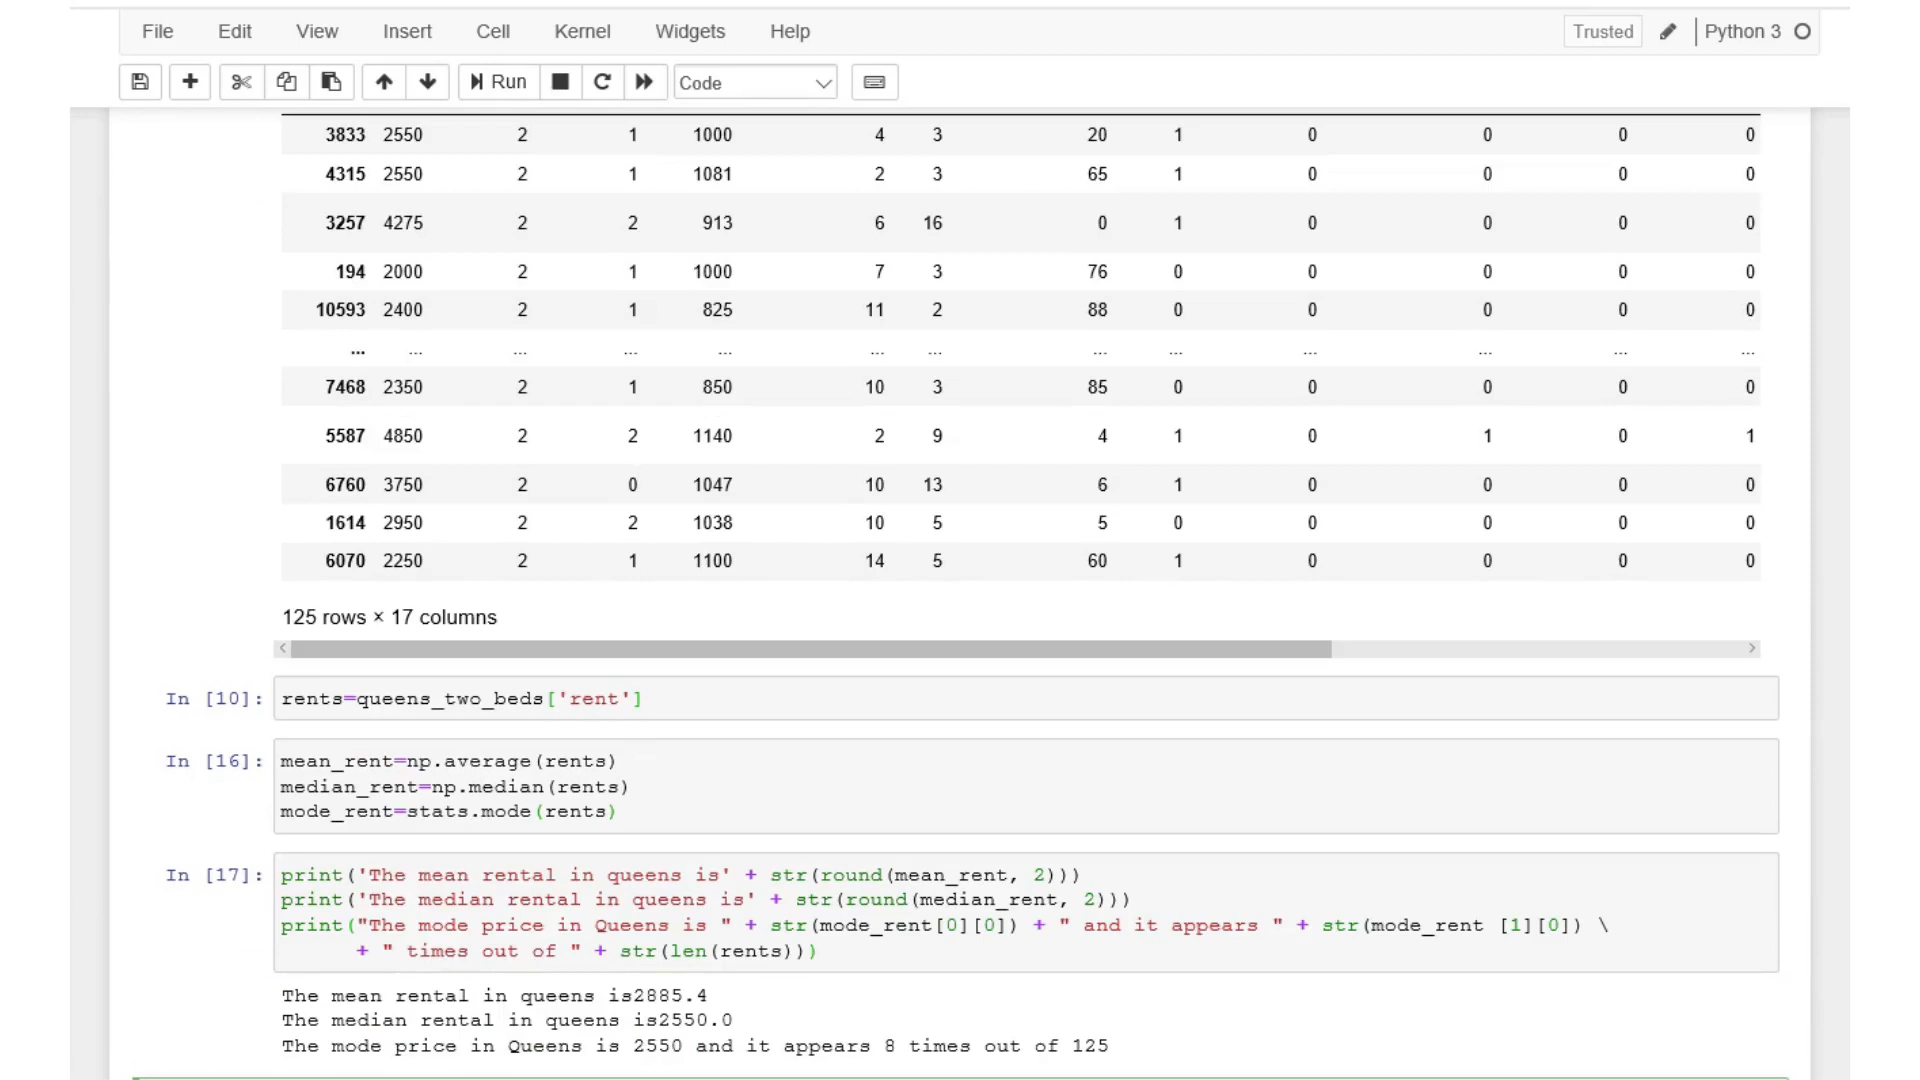 File Edit View Insert Cell Kernel Widgets Help Trusted Python 3
Run Code
3833 2550 2 1 1000 4 3 20 1 0 0 0 0
4315 2550 2 1 1081 2 3 65 1 0 0 0 0
3257 4275 2 2 913 6 16 0 1 0 0 0 0
194 2000 2 1 1000 7 3 76 0 0 0 0 0
10593 2400 2 1 825 11 2 88 0 0 0 0 0
... ... ... ... ... ... ... ... ... ... ... ... ...
7468 2350 2 1 850 10 3 85 0 0 0 0 0
5587 4850 2 2 1140 2 9 4 1 0 1 0 1
6760 3750 2 0 1047 10 13 6 1 0 0 0 0
1614 2950 2 2 1038 10 5 5 0 0 0 0 0
6070 2250 2 1 1100 14 5 60 1 0 0 0 0
125 rows × 17 columns
In [10]: rents=queens_two_beds['rent']
In [16]: mean_rent=np.average(rents)
median_rent=np.median(rents)
mode_rent=stats.mode(rents)
In [17]: print('The mean rental in queens is' + str(round(mean_rent, 2)))
print('The median rental in queens is' + str(round(median_rent, 2)))
print("The mode price in Queens is " + str(mode_rent[0][0]) + " and it appears " + str(mode_rent [1][0]) \
+ " times out of " + str(len(rents)))
The mean rental in queens is2885.4
The median rental in queens is2550.0
The mode price in Queens is 2550 and it appears 8 times out of 125